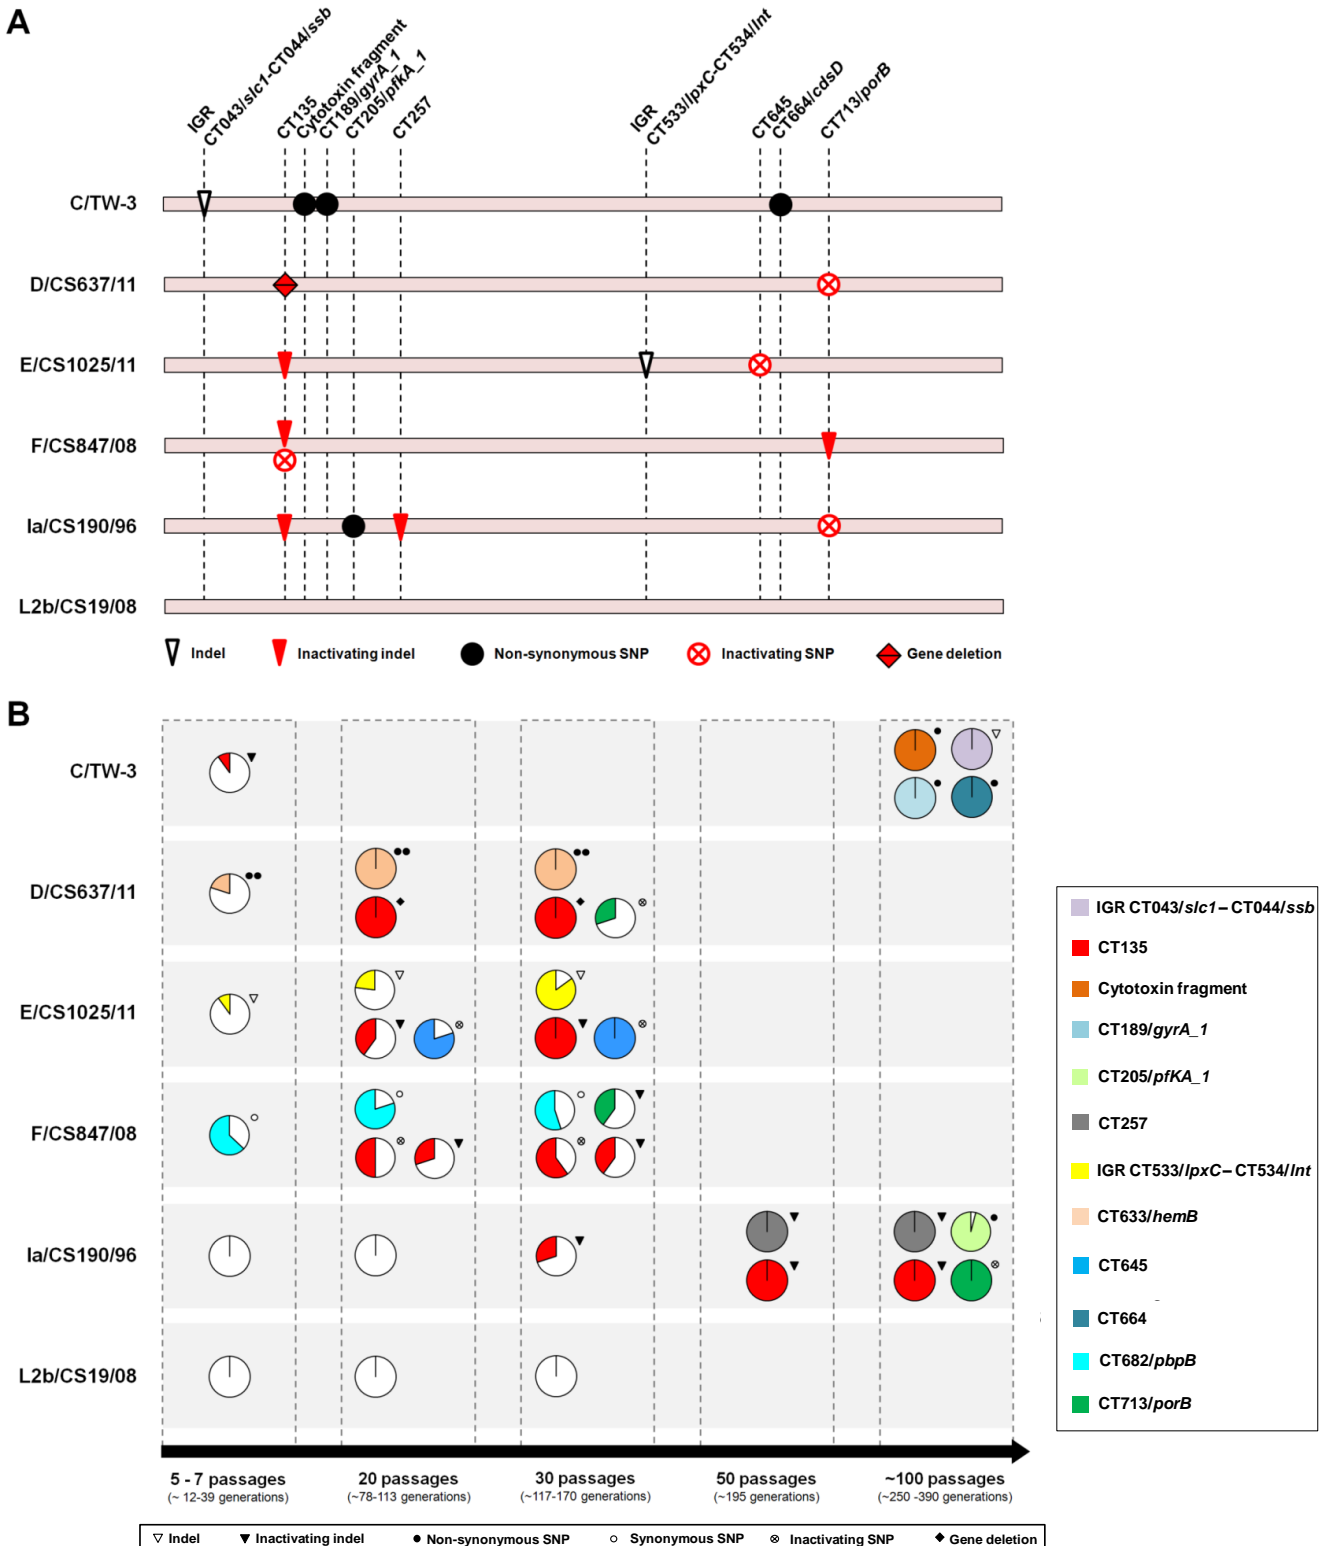 A
IGR
CT043/slc1-CT044/ssb
CT135
Cytotoxin fragment
CT189/gyrA_1
CT205/pfkA_1
CT257
IGR
CT533/lpxC-CT534/lnt
CT645
CT664/cdsD
CT713/porB
C/TW-3
D/CS637/11
E/CS1025/11
F/CS847/08
Ia/CS190/96
L2b/CS19/08
Indel
Inactivating indel
Non-synonymous SNP
Inactivating SNP
Gene deletion
B
C/TW-3
D/CS637/11
E/CS1025/11
F/CS847/08
Ia/CS190/96
L2b/CS19/08
IGR CT043/slc1– CT044/ssb
CT135
Cytotoxin fragment
CT189/gyrA_1
CT205/pfKA_1
CT257
IGR CT533/lpxC– CT534/lnt
CT633/hemB
CT645
CT664
CT682/pbpB
CT713/porB
5 - 7 passages
(~ 12-39 generations)
20 passages
(~78-113 generations)
30 passages
(~117-170 generations)
50 passages
(~195 generations)
~100 passages
(~250 -390 generations)
Indel
Inactivating indel
Non-synonymous SNP
Synonymous SNP
Inactivating SNP
Gene deletion